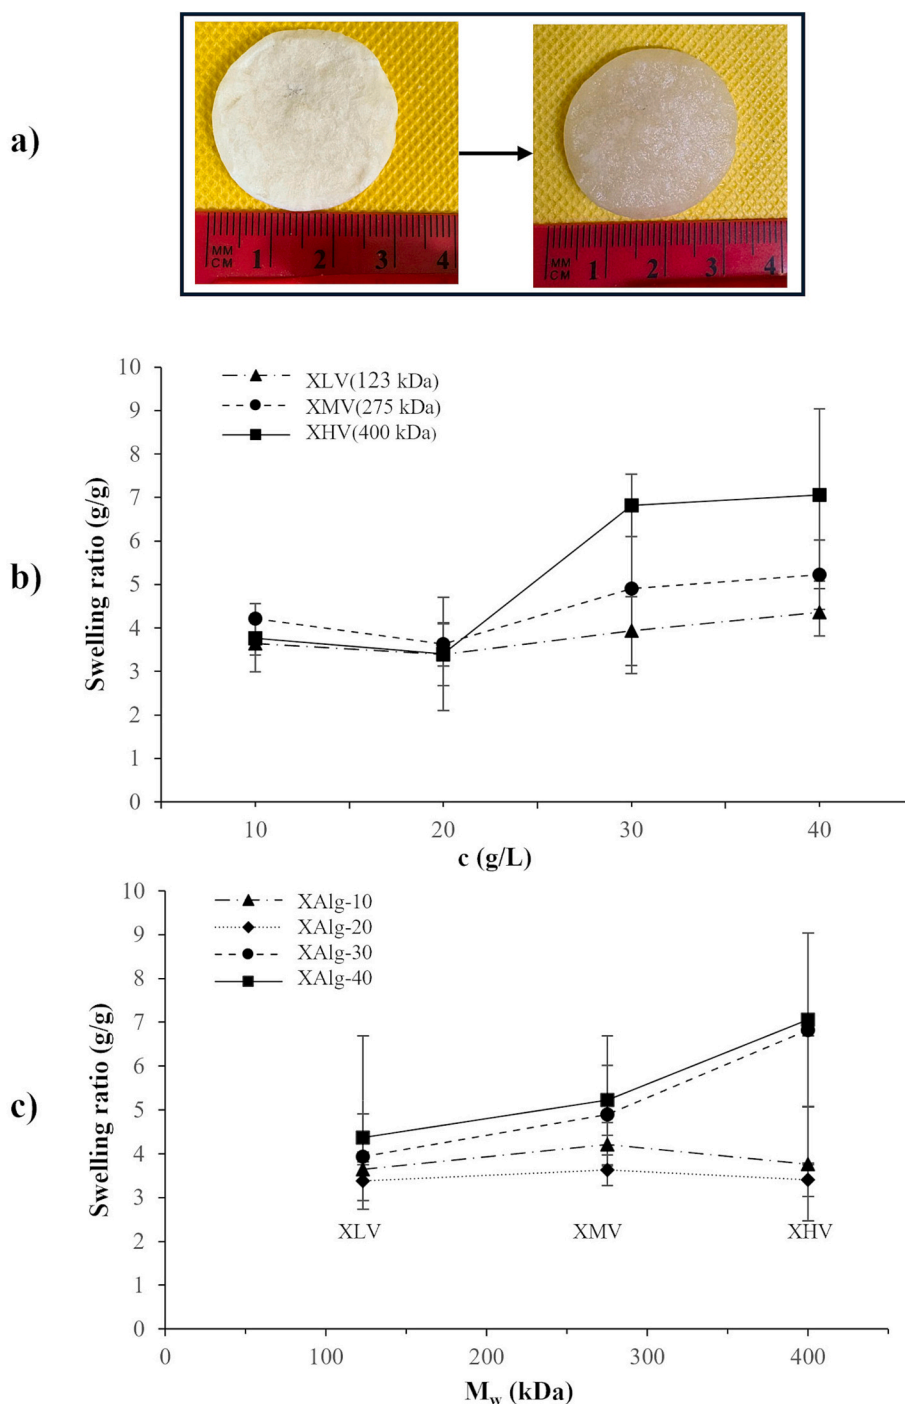 a)
MM
CM
1 2 3 4
MM
CM
1 2 3 4
b)
Swelling ratio (g/g)
10
9
8
7
6
5
4
3
2
1
0
XLV(123 kDa)
XMV(275 kDa)
XHV(400 kDa)
10 20 30 40
c (g/L)
c)
Swelling ratio (g/g)
10
9
8
7
6
5
4
3
2
1
0
XAlg-10
XAlg-20
XAlg-30
XAlg-40
XLV XMV XHV
0 100 200 300 400
Mw (kDa)